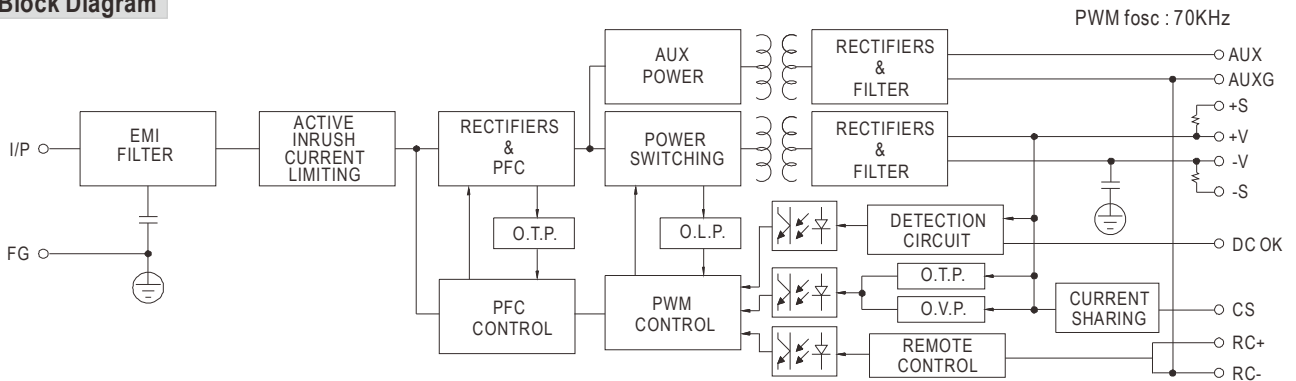 Block Diagram
PWM fosc : 70KHz
I/P
FG
EMI
FILTER
ACTIVE
INRUSH
CURRENT
LIMITING
RECTIFIERS
&
PFC
O.T.P.
PFC
CONTROL
AUX
POWER
POWER
SWITCHING
O.L.P.
PWM
CONTROL
RECTIFIERS
&
FILTER
RECTIFIERS
&
FILTER
DETECTION
CIRCUIT
O.T.P.
O.V.P.
REMOTE
CONTROL
CURRENT
SHARING
AUX
AUXG
+S
+V
-V
-S
DC OK
CS
RC+
RC-